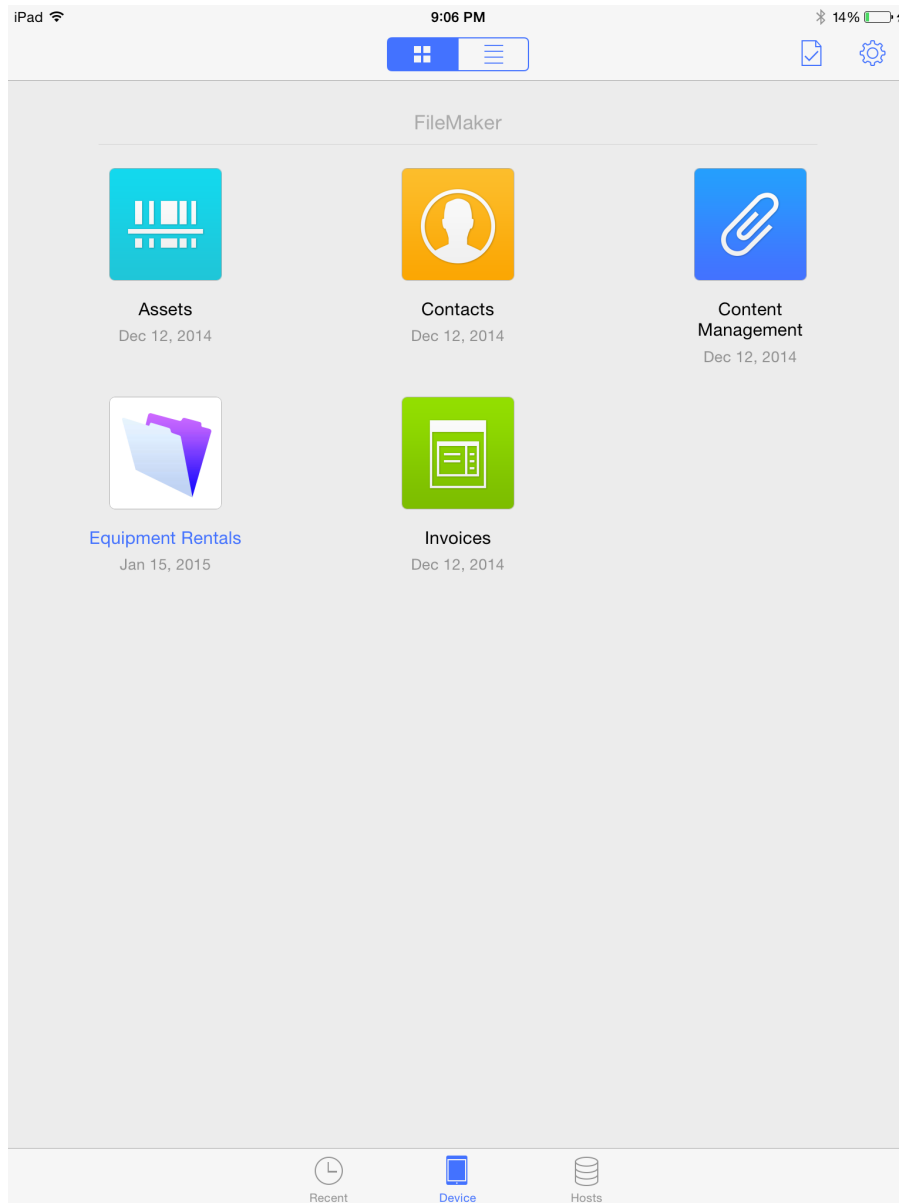 iPad 9:06 PM 14%
FileMaker
Assets
Dec 12, 2014
Contacts
Dec 12, 2014
Content
Management
Dec 12, 2014
Equipment Rentals
Jan 15, 2015
Invoices
Dec 12, 2014
Recent Device Hosts